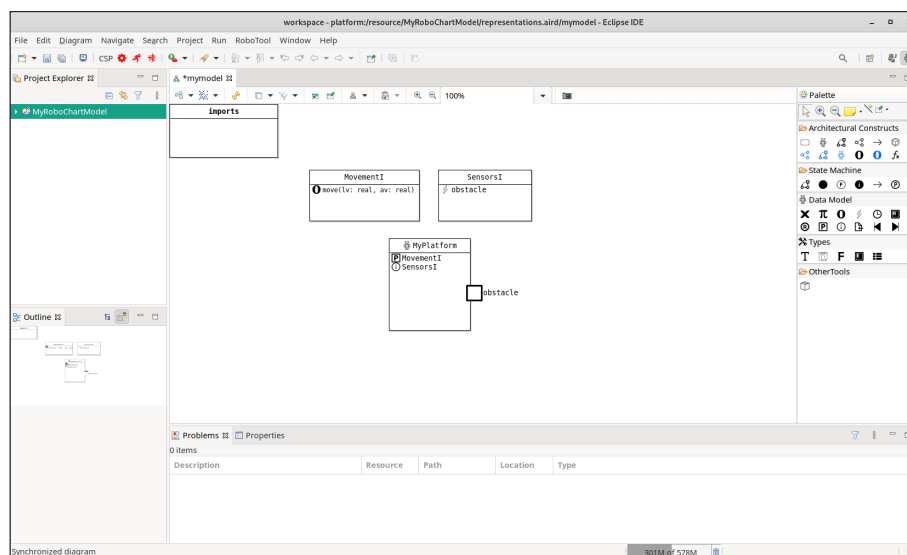 workspace - platform:/resource/MyRoboChartModel/representations.aird/mymodel - Eclipse IDE
File Edit Diagram Navigate Search Project Run RoboTool Window Help
CSP
Project Explorer
*mymodel
100%
Palette
MyRoboChartModel
imports
Architectural Constructs
MovementI
SensorsI
move(lv: real, av: real)
obstacle
State Machine
Data Model
MyPlatform
MovementI
SensorsI
Types
OtherTools
obstacle
Outline
Problems
Properties
0 items
Description Resource Path Location Type
Synchronized diagram
301M of 578M